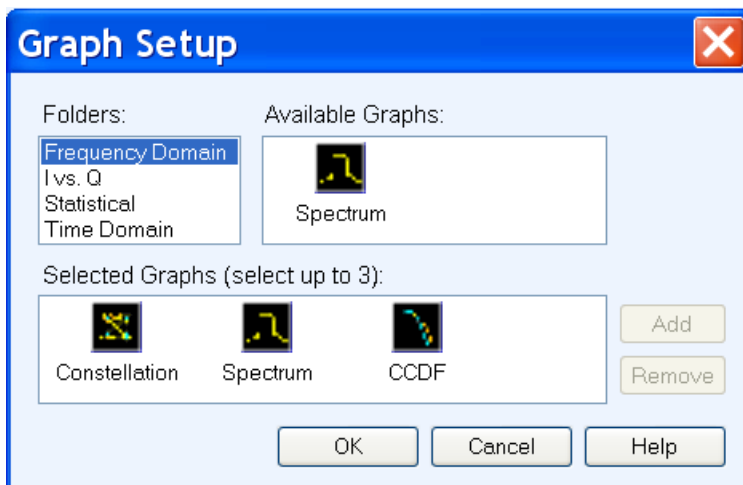 Graph Setup
Folders:
Available Graphs:
Frequency Domain
I vs. Q
Statistical
Time Domain
Spectrum
Selected Graphs (select up to 3):
Constellation
Spectrum
CCDF
Add
Remove
OK
Cancel
Help